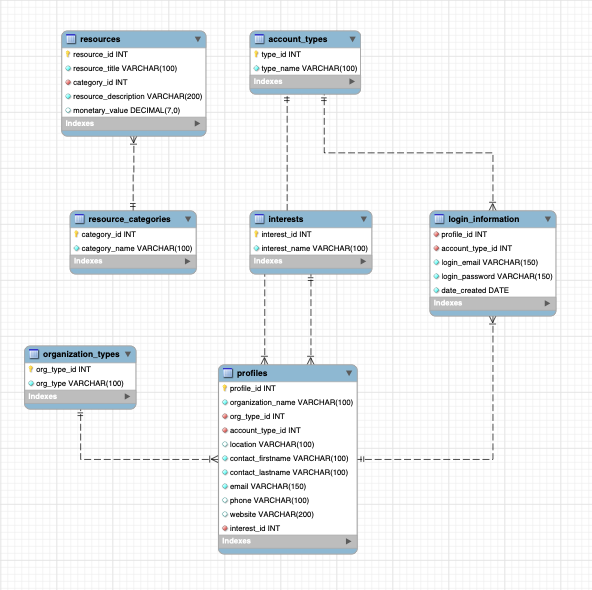 resources
resource_id INT
resource_title VARCHAR(100)
category_id INT
resource_description VARCHAR(200)
monetary_value DECIMAL(7,0)
Indexes
account_types
type_id INT
type_name VARCHAR(100)
Indexes
resource_categories
category_id INT
category_name VARCHAR(100)
Indexes
interests
interest_id INT
interest_name VARCHAR(100)
Indexes
login_information
profile_id INT
account_type_id INT
login_email VARCHAR(150)
login_password VARCHAR(150)
date_created DATE
Indexes
organization_types
org_type_id INT
org_type VARCHAR(100)
Indexes
profiles
profile_id INT
organization_name VARCHAR(100)
org_type_id INT
account_type_id INT
location VARCHAR(100)
contact_firstname VARCHAR(100)
contact_lastname VARCHAR(100)
email VARCHAR(150)
phone VARCHAR(100)
website VARCHAR(200)
interest_id INT
Indexes